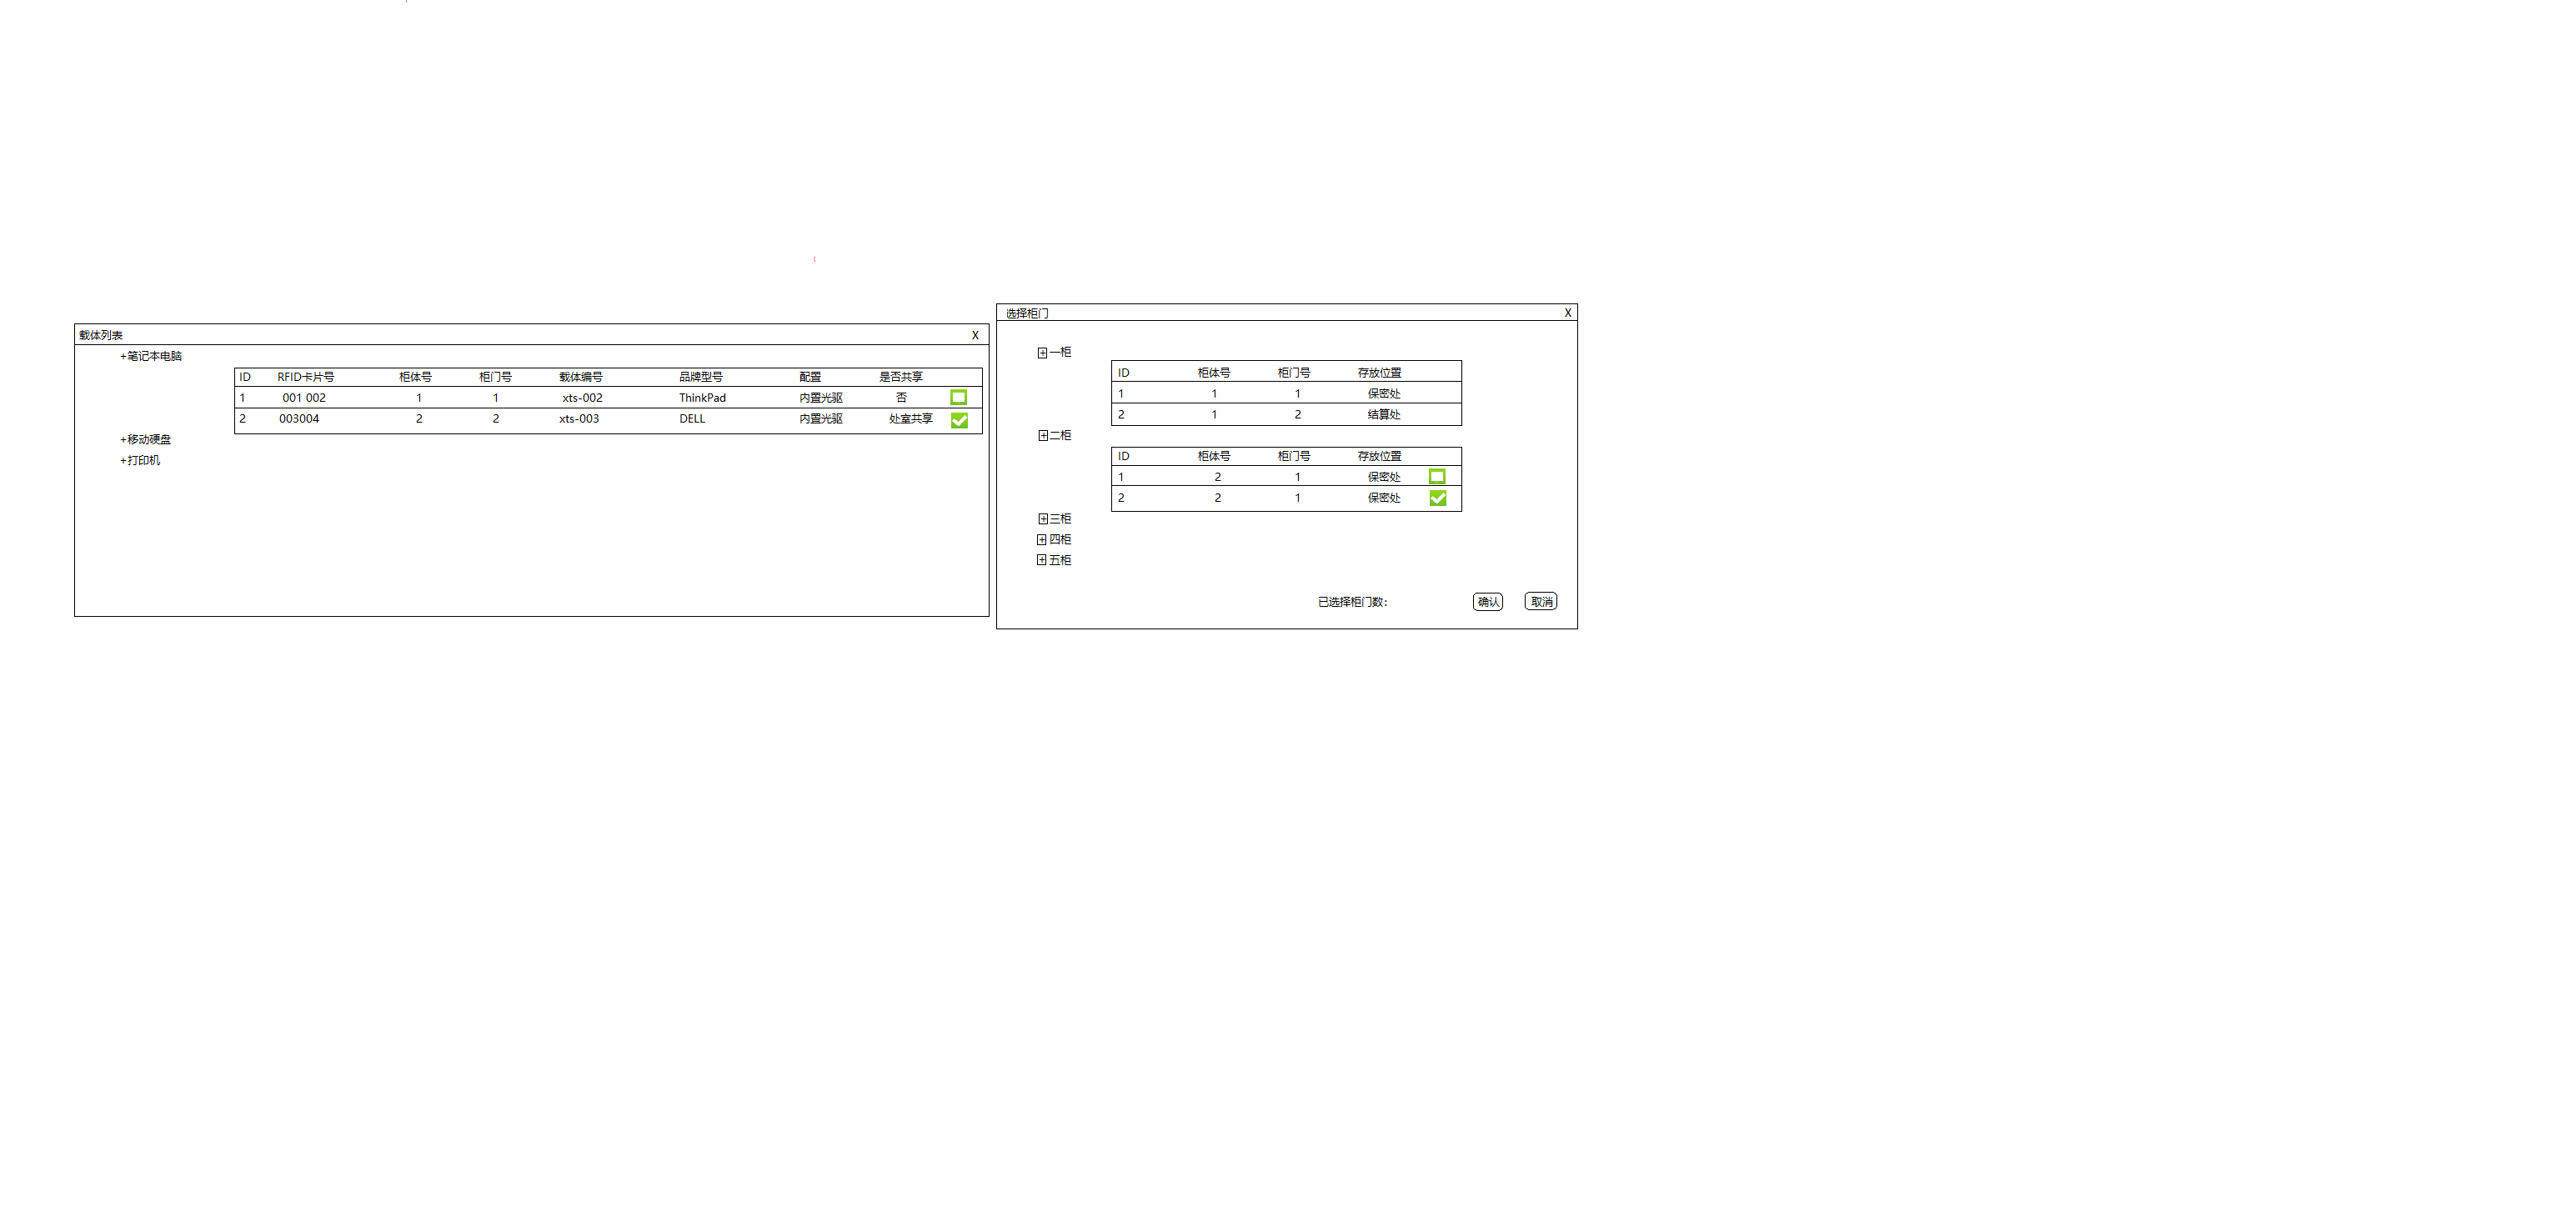 载体列表 X
+笔记本电脑
ID RFID卡片号 柜体号 柜门号 载体编号 品牌型号 配置 是否共享
1 001 002 1 1 xts-002 ThinkPad 内置光驱 否
2 003004 2 2 xts-003 DELL 内置光驱 处室共享
+移动硬盘
+打印机
选择柜门 X
+一柜
ID 柜体号 柜门号 存放位置
1 1 1 保密处
2 1 2 结算处
+二柜
ID 柜体号 柜门号 存放位置
1 2 1 保密处
2 2 1 保密处
+三柜
+四柜
+五柜
已选择柜门数： 确认 取消